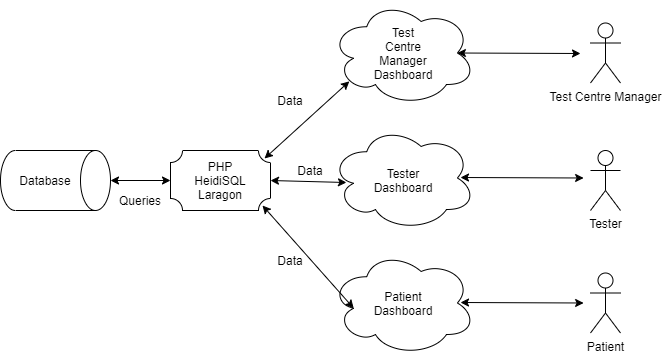 Test
Centre
Manager
Dashboard
Test Centre Manager
Data
Database
Queries
PHP
HeidiSQL
Laragon
Data
Tester
Dashboard
Tester
Data
Patient
Dashboard
Patient